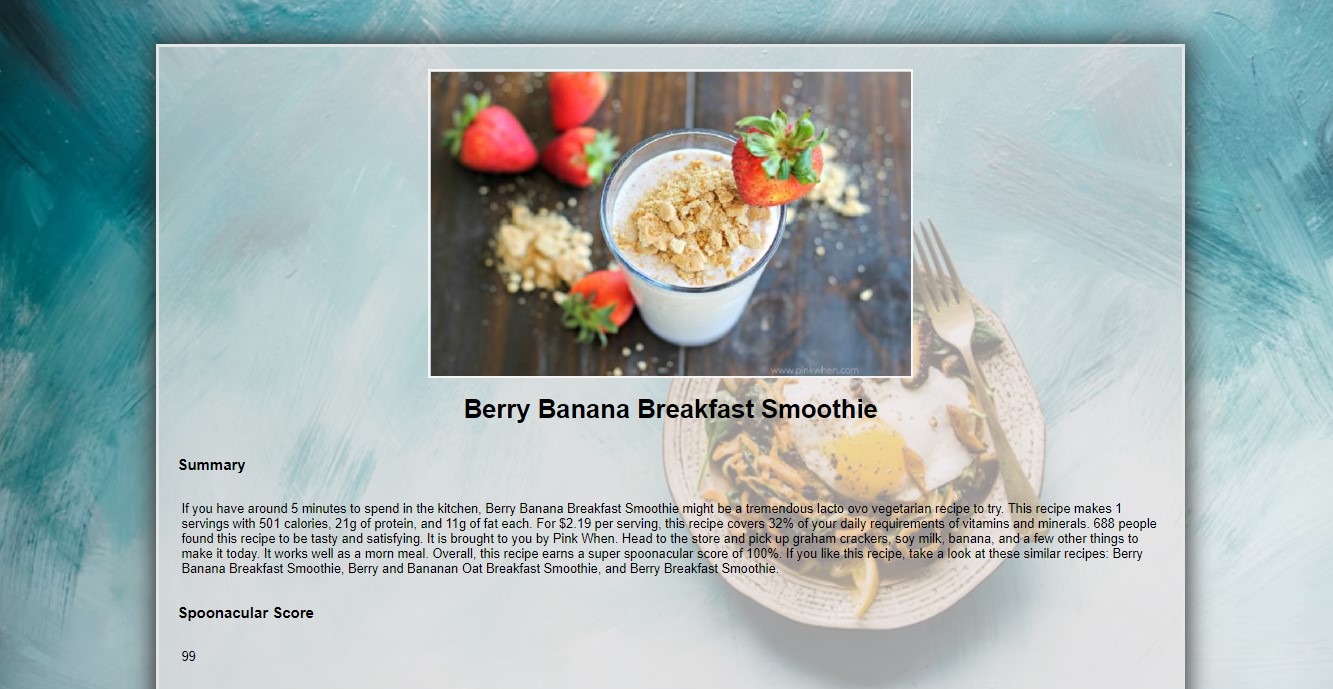 www.pinkwhen.com
Berry Banana Breakfast Smoothie
Summary
If you have around 5 minutes to spend in the kitchen, Berry Banana Breakfast Smoothie might be a tremendous lacto ovo vegetarian recipe to try. This recipe makes 1
servings with 501 calories, 21g of protein, and 11g of fat each. For $2.19 per serving, this recipe covers 32% of your daily requirements of vitamins and minerals. 688 people
found this recipe to be tasty and satisfying. It is brought to you by Pink When. Head to the store and pick up graham crackers, soy milk, banana, and a few other things to
make it today. It works well as a morn meal. Overall, this recipe earns a super spoonacular score of 100%. If you like this recipe, take a look at these similar recipes: Berry
Banana Breakfast Smoothie, Berry and Bananan Oat Breakfast Smoothie, and Berry Breakfast Smoothie.
Spoonacular Score
99